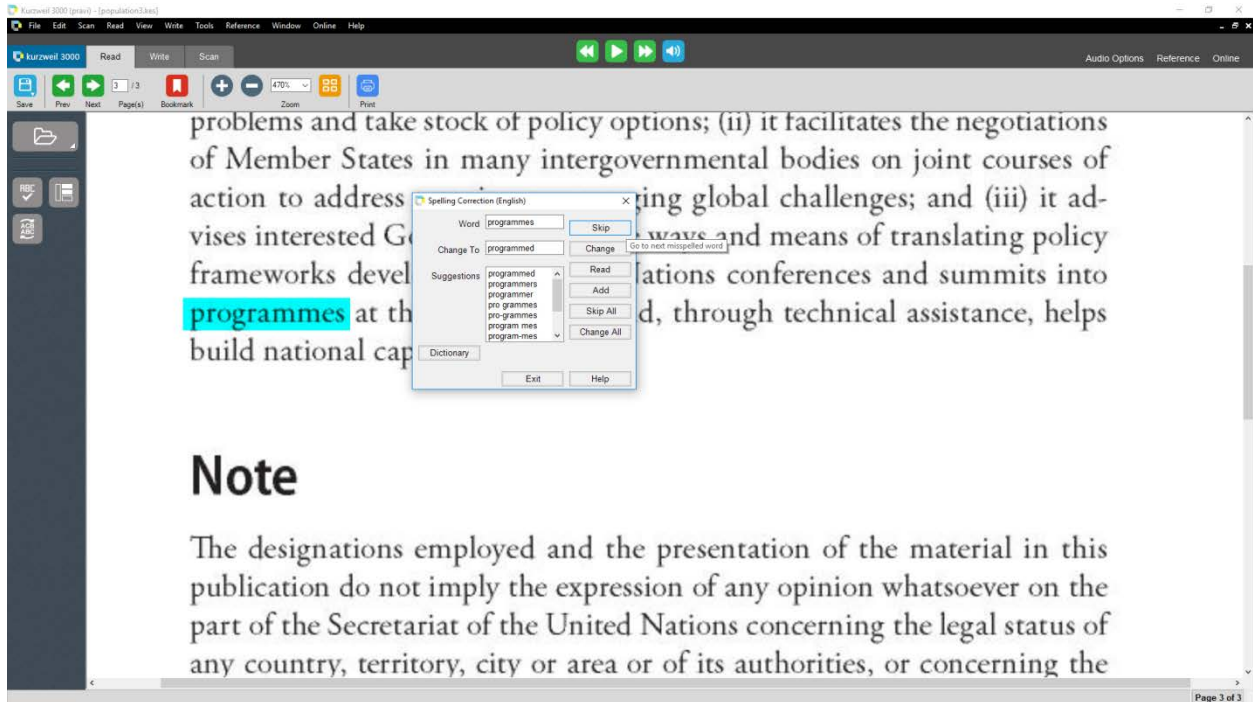 Kurzweil 3000 (pravi) - [population3.kes]
File Edit Scan Read View Write Tools Reference Window Online Help
kurzweil 3000 Read Write Scan Audio Options Reference Online
3 /3 470%
Save Prev Next Page(s) Bookmark Zoom Print
problems and take stock of policy options; (ii) it facilitates the negotiations
of Member States in many intergovernmental bodies on joint courses of
action to address ging global challenges; and (iii) it ad-
vises interested G ways and means of translating policy
frameworks devel ations conferences and summits into
programmes at th d, through technical assistance, helps
build national cap
Spelling Correction (English)
Word programmes Skip
Go to next misspelled word
Change To programmed Change
Suggestions programmed Read
programmers
programmer Add
pro grammes
pro-grammes Skip All
program mes
program-mes Change All
Dictionary
Exit Help
ABC
ACB
ABC
Note
The designations employed and the presentation of the material in this
publication do not imply the expression of any opinion whatsoever on the
part of the Secretariat of the United Nations concerning the legal status of
any country, territory, city or area or of its authorities, or concerning the
Page 3 of 3